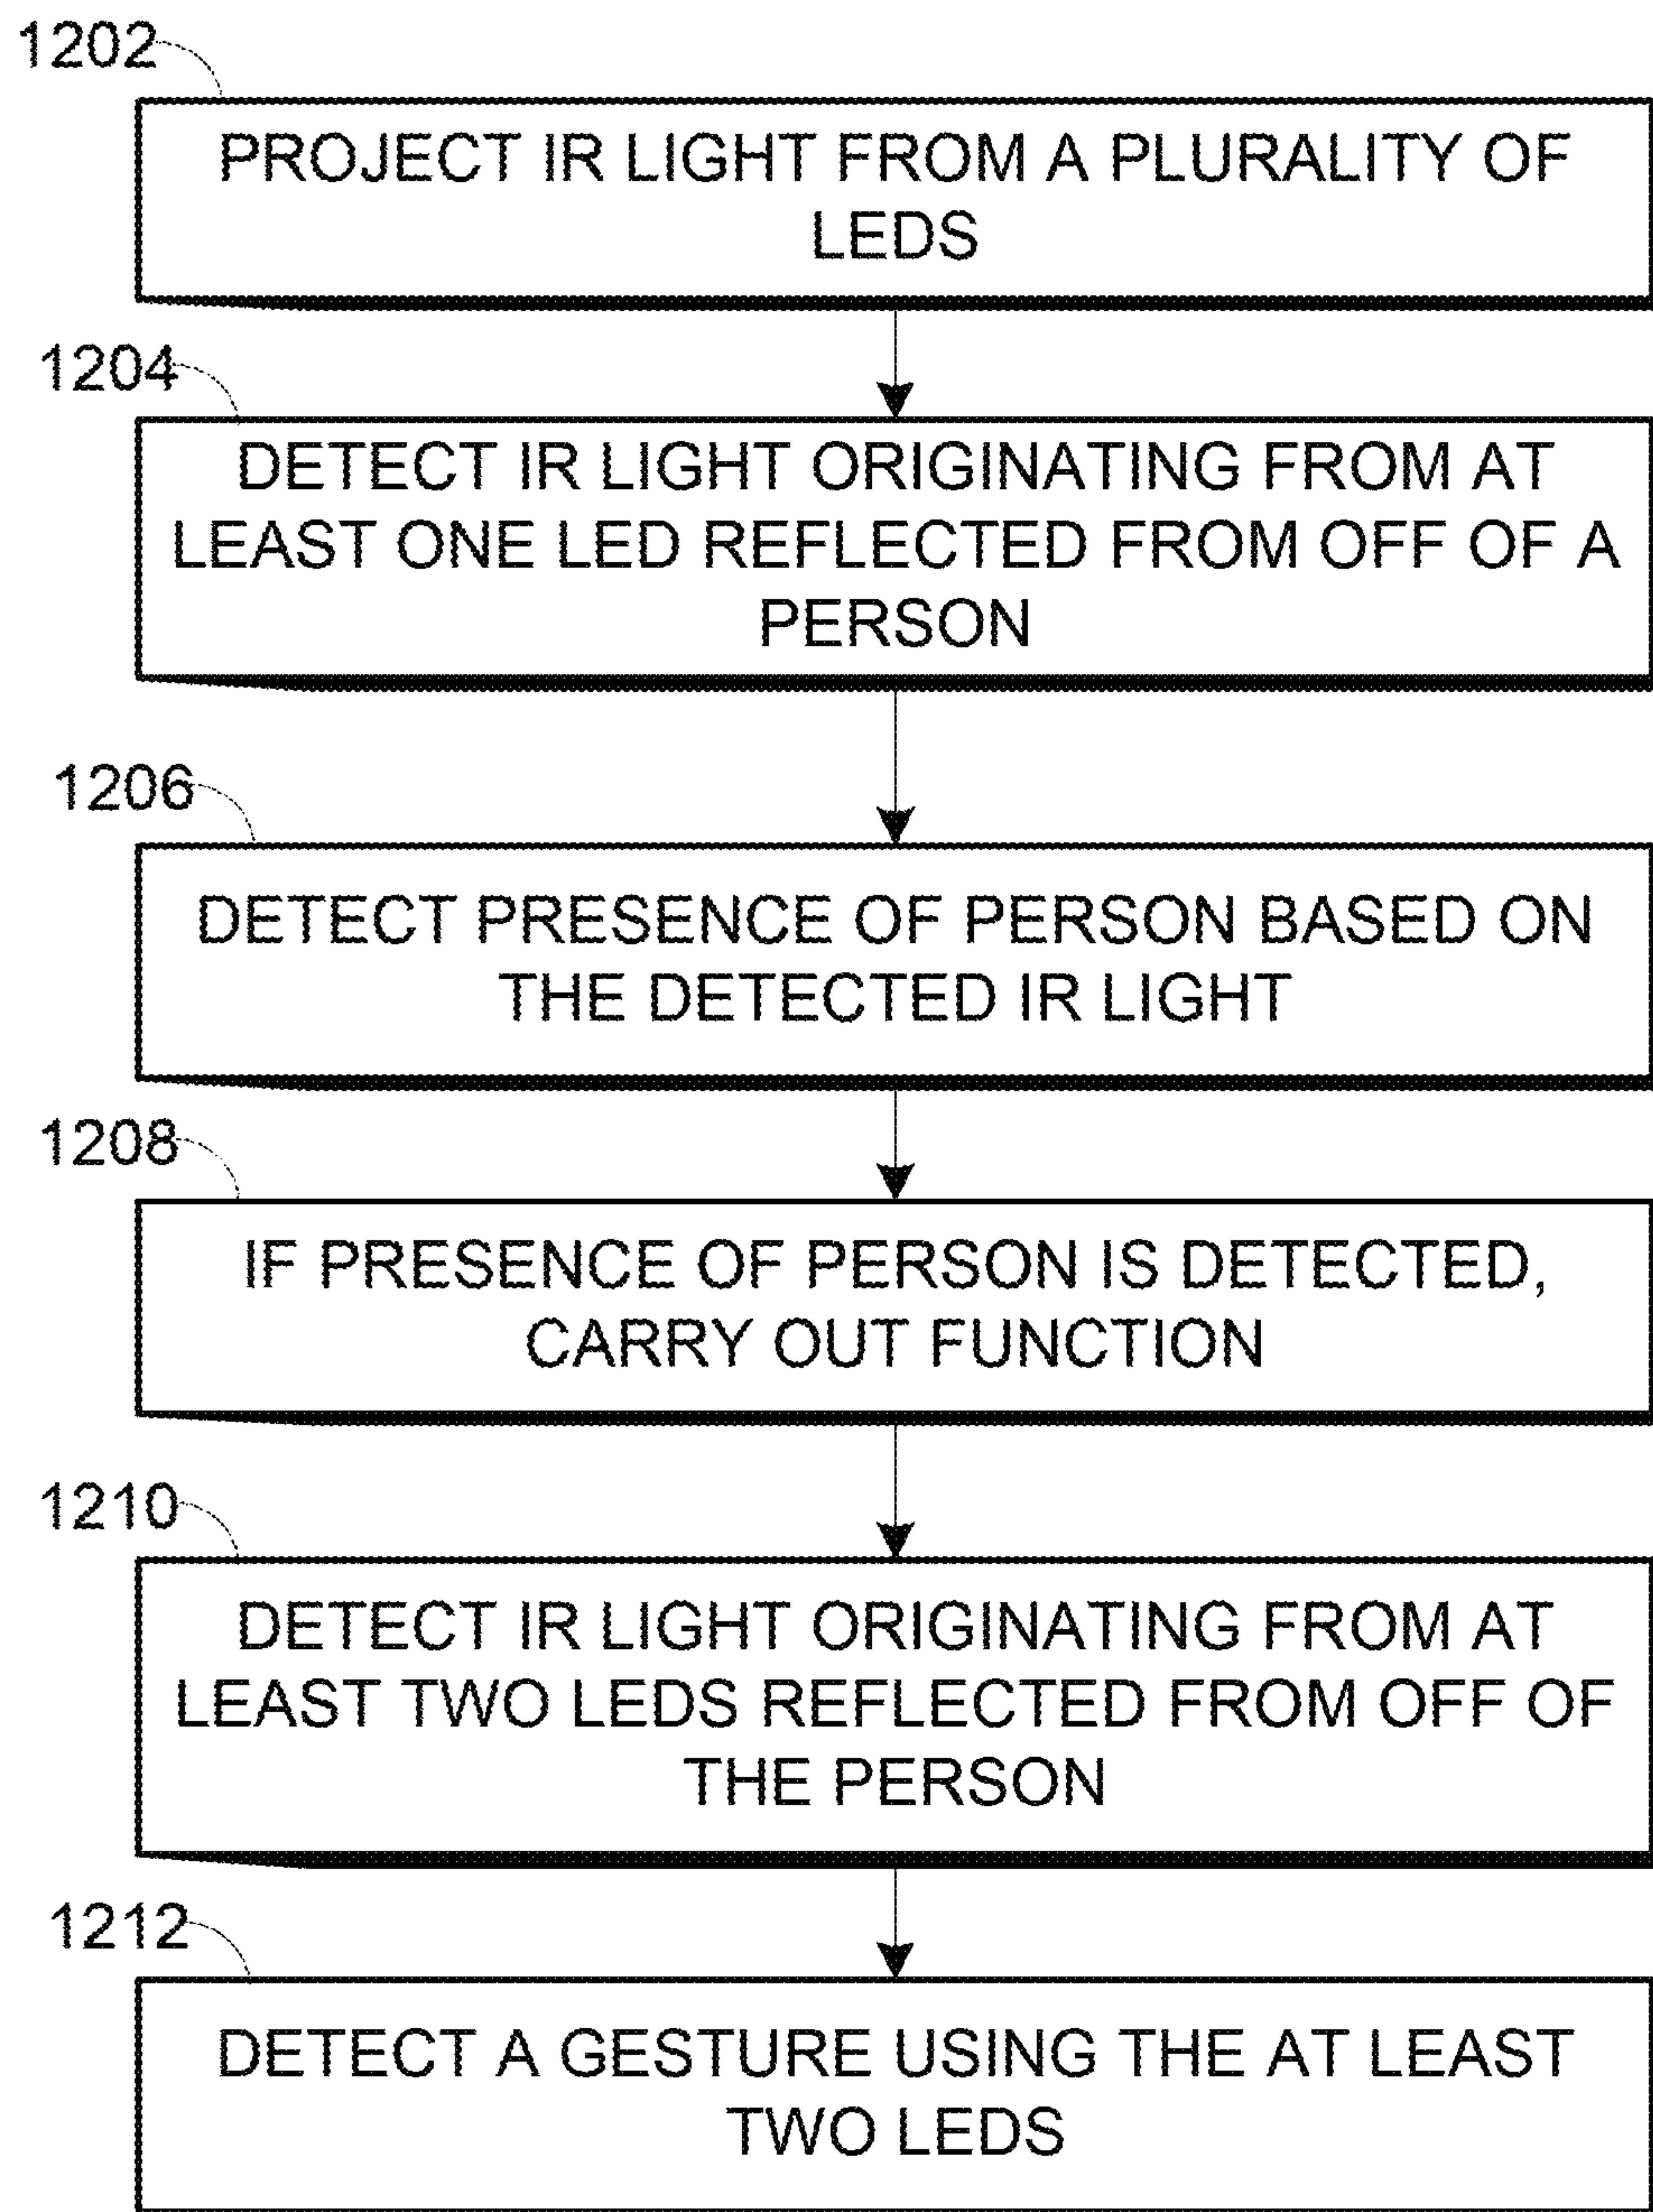 1202
PROJECT IR LIGHT FROM A PLURALITY OF
LEDS
1204
DETECT IR LIGHT ORIGINATING FROM AT
LEAST ONE LED REFLECTED FROM OFF OF A
PERSON
1206
DETECT PRESENCE OF PERSON BASED ON
THE DETECTED IR LIGHT
1208
IF PRESENCE OF PERSON IS DETECTED,
CARRY OUT FUNCTION
1210
DETECT IR LIGHT ORIGINATING FROM AT
LEAST TWO LEDS REFLECTED FROM OFF OF
THE PERSON
1212
DETECT A GESTURE USING THE AT LEAST
TWO LEDS